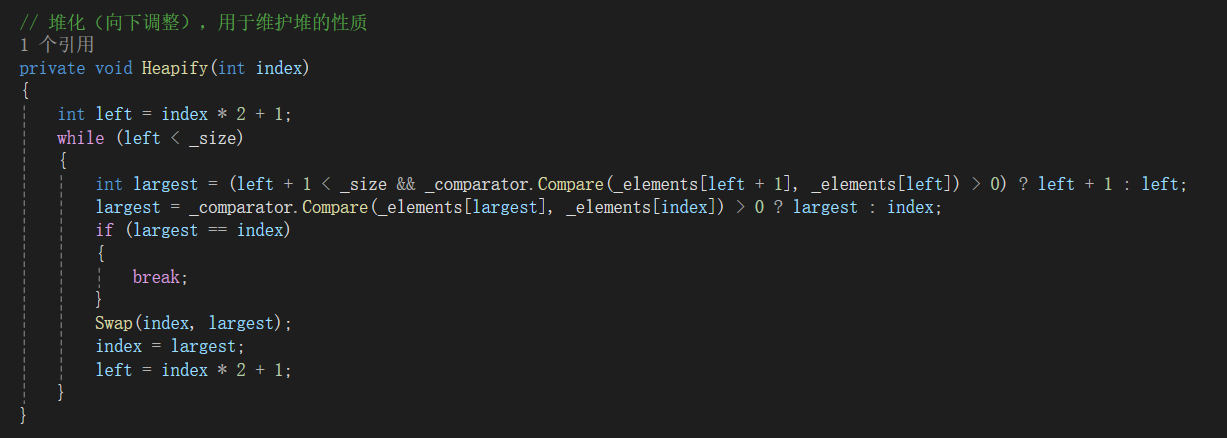 // 堆化（向下调整），用于维护堆的性质
1 个引用
private void Heapify(int index)
{
    int left = index * 2 + 1;
    while (left < _size)
    {
        int largest = (left + 1 < _size && _comparator.Compare(_elements[left + 1], _elements[left]) > 0) ? left + 1 : left;
        largest = _comparator.Compare(_elements[largest], _elements[index]) > 0 ? largest : index;
        if (largest == index)
        {
            break;
        }
        Swap(index, largest);
        index = largest;
        left = index * 2 + 1;
    }
}